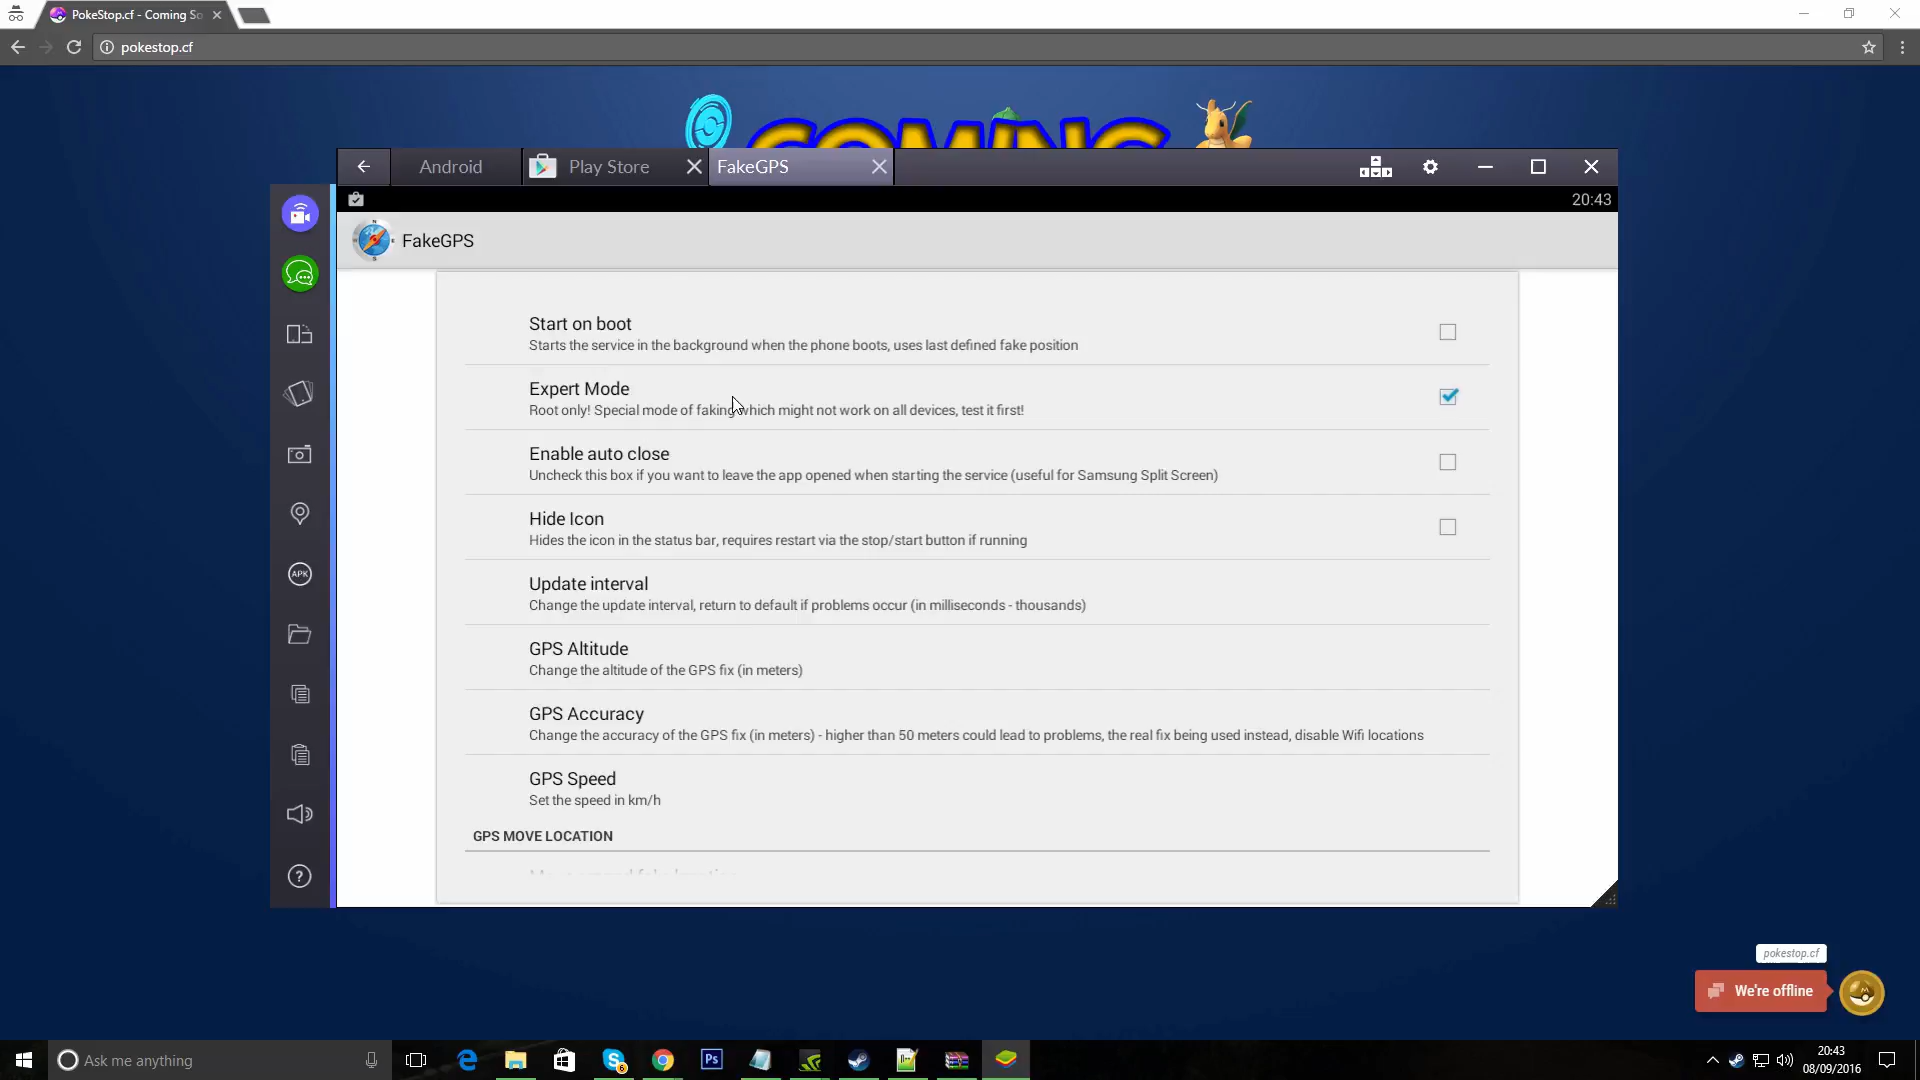 PokeStop.cf - Coming So
pokestop.cf
COMING
Android
Play Store
FakeGPS
20:43
FakeGPS
Start on boot
Starts the service in the background when the phone boots, uses last defined fake position
Expert Mode
Root only! Special mode of faking which might not work on all devices, test it first!
Enable auto close
Uncheck this box if you want to leave the app opened when starting the service (useful for Samsung Split Screen)
Hide Icon
Hides the icon in the status bar, requires restart via the stop/start button if running
APK
Update interval
Change the update interval, return to default if problems occur (in milliseconds - thousands)
GPS Altitude
Change the altitude of the GPS fix (in meters)
GPS Accuracy
Change the accuracy of the GPS fix (in meters) - higher than 50 meters could lead to problems, the real fix being used instead, disable Wifi locations
GPS Speed
Set the speed in km/h
GPS MOVE LOCATION
pokestop.cf
We're offline
Ask me anything
6
Ps
20:43
08/09/2016